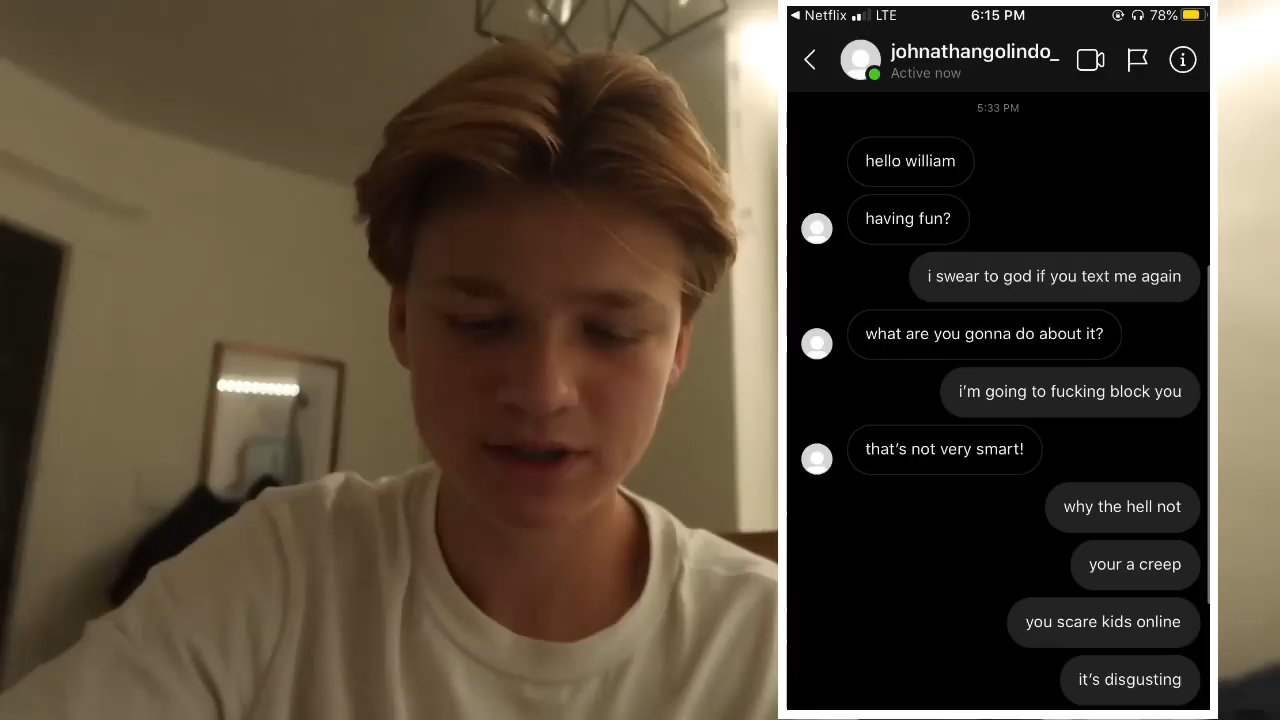 Netflix LTE 6:15 PM 78%
johnathangolindo_
Active now
5:33 PM
hello william
having fun?
i swear to god if you text me again
what are you gonna do about it?
i'm going to fucking block you
that's not very smart!
why the hell not
your a creep
you scare kids online
it's disgusting